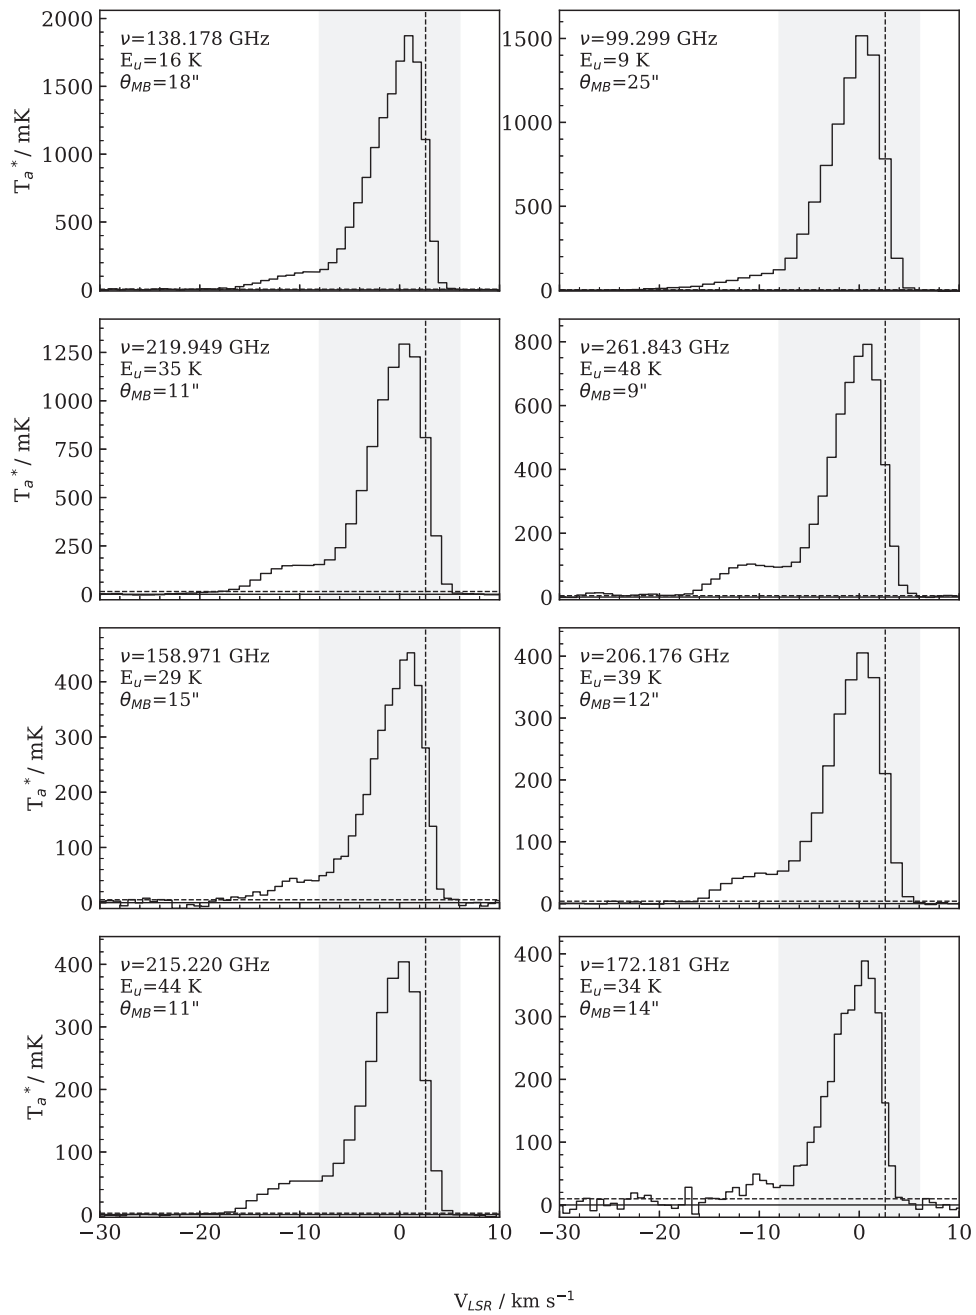 ν=138.178 GHz
E_u=16 K
θ_MB=18"
2000
1500
1000
500
0
T_a* / mK
ν=99.299 GHz
E_u=9 K
θ_MB=25"
1500
1000
500
0
ν=219.949 GHz
E_u=35 K
θ_MB=11"
1250
1000
750
500
250
0
T_a* / mK
ν=261.843 GHz
E_u=48 K
θ_MB=9"
800
600
400
200
0
ν=158.971 GHz
E_u=29 K
θ_MB=15"
400
300
200
100
0
T_a* / mK
ν=206.176 GHz
E_u=39 K
θ_MB=12"
400
300
200
100
0
ν=215.220 GHz
E_u=44 K
θ_MB=11"
400
300
200
100
0
T_a* / mK
−30 −20 −10 0 10
ν=172.181 GHz
E_u=34 K
θ_MB=14"
400
300
200
100
0
−30 −20 −10 0 10
V_LSR / km s⁻¹